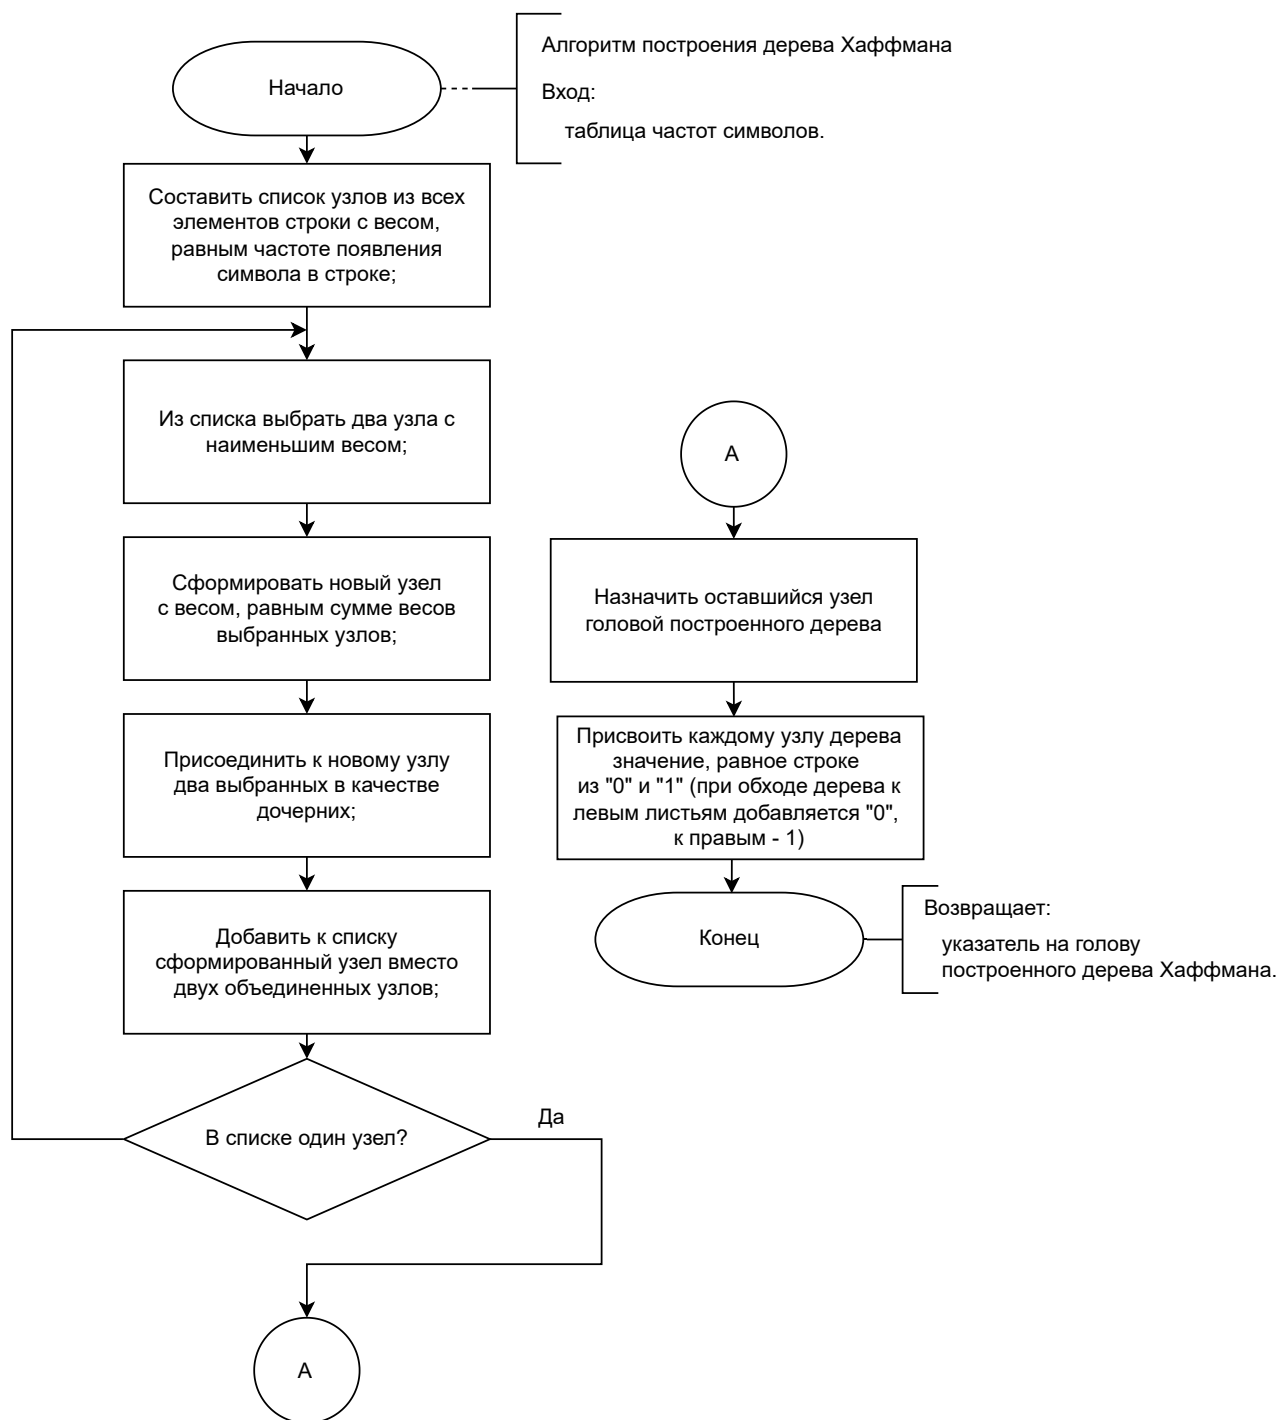 Алгоритм построения дерева Хаффмана
Начало
Вход:
таблица частот символов.
Составить список узлов из всех
элементов строки с весом,
равным частоте появления
символа в строке;
Из списка выбрать два узла с
наименьшим весом;
Сформировать новый узел
с весом, равным сумме весов
выбранных узлов;
Присоединить к новому узлу
два выбранных в качестве
дочерних;
Добавить к списку
сформированный узел вместо
двух объединенных узлов;
В списке один узел?
Да
А
А
Назначить оставшийся узел
головой построенного дерева
Присвоить каждому узлу дерева
значение, равное строке
из "0" и "1" (при обходе дерева к
левым листьям добавляется "0",
к правым - 1)
Конец
Возвращает:
указатель на голову
построенного дерева Хаффмана.